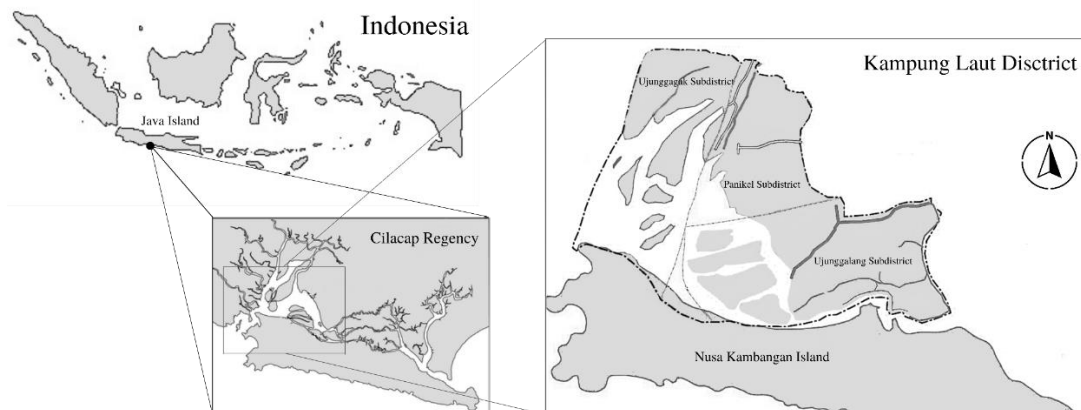 Indonesia
Java Island
Cilacap Regency
Kampung Laut Disctrict
Ujunggagak Subdistrict
N
Panikel Subdistrict
Ujunggalang Subdistrict
Nusa Kambangan Island